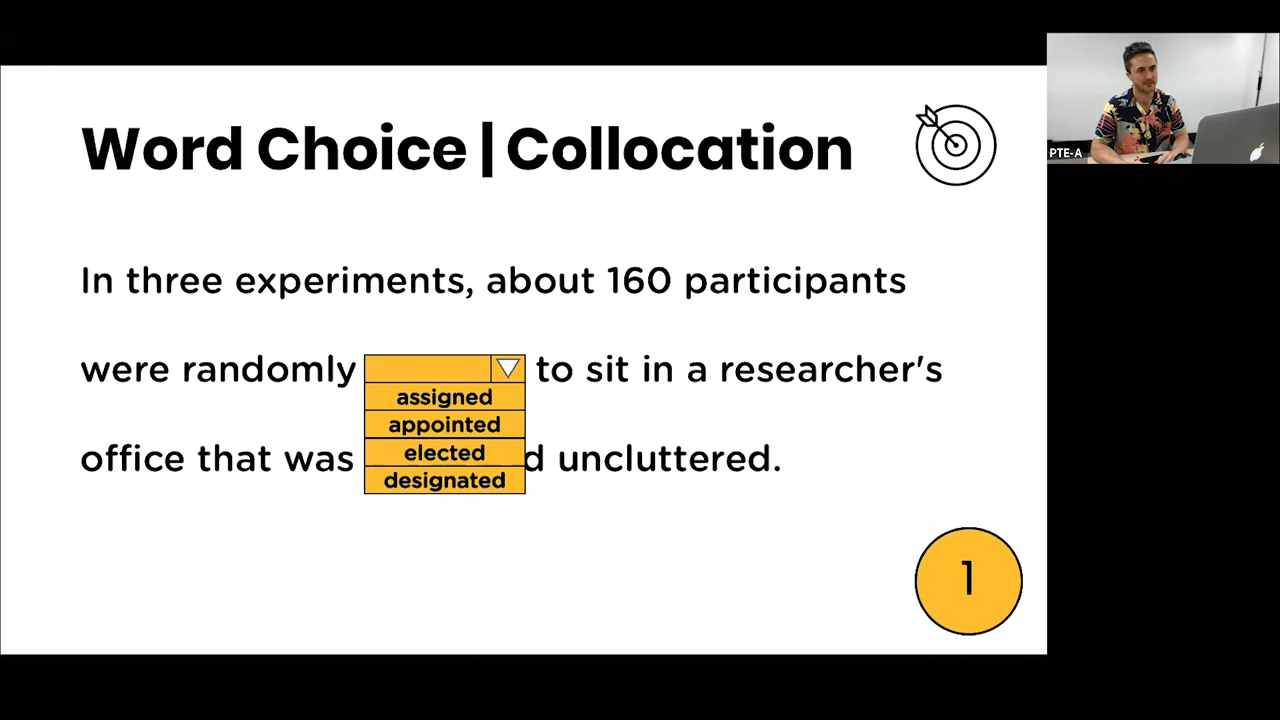 Word Choice | Collocation
PTE-A
In three experiments, about 160 participants
were randomly to sit in a researcher's
assigned
appointed
office that was elected d uncluttered.
designated
1